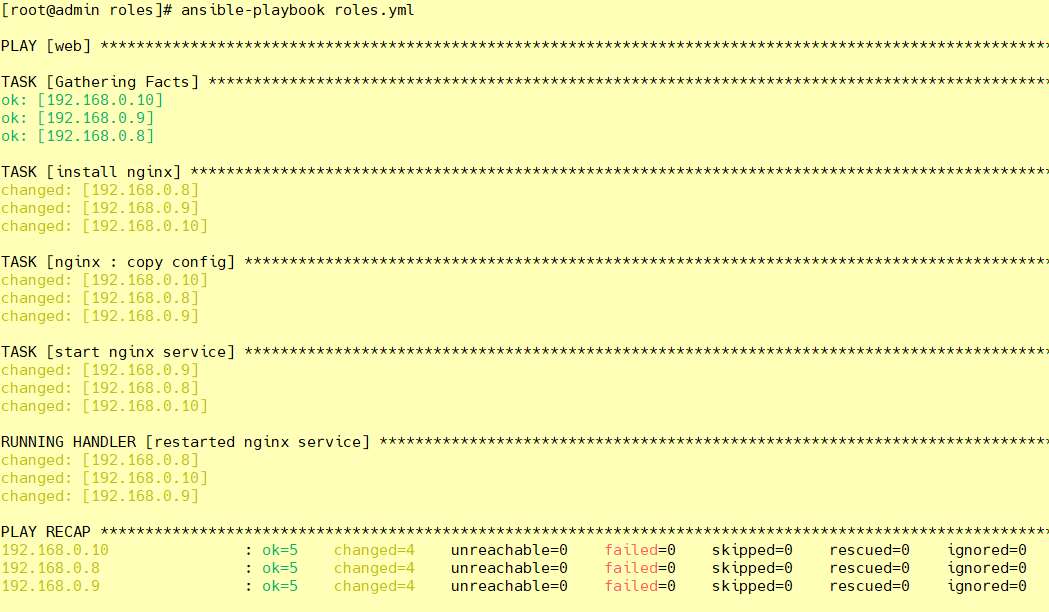 [root@admin roles]# ansible-playbook roles.yml
PLAY [web] *********************************************************************************************************
TASK [Gathering Facts] *********************************************************************************************
ok: [192.168.0.10]
ok: [192.168.0.9]
ok: [192.168.0.8]
TASK [install nginx] ***********************************************************************************************
changed: [192.168.0.8]
changed: [192.168.0.9]
changed: [192.168.0.10]
TASK [nginx : copy config] *****************************************************************************************
changed: [192.168.0.10]
changed: [192.168.0.8]
changed: [192.168.0.9]
TASK [start nginx service] *****************************************************************************************
changed: [192.168.0.9]
changed: [192.168.0.8]
changed: [192.168.0.10]
RUNNING HANDLER [restarted nginx service] **************************************************************************
changed: [192.168.0.8]
changed: [192.168.0.10]
changed: [192.168.0.9]
PLAY RECAP *********************************************************************************************************
192.168.0.10               : ok=5    changed=4    unreachable=0    failed=0    skipped=0    rescued=0    ignored=0
192.168.0.8                : ok=5    changed=4    unreachable=0    failed=0    skipped=0    rescued=0    ignored=0
192.168.0.9                : ok=5    changed=4    unreachable=0    failed=0    skipped=0    rescued=0    ignored=0